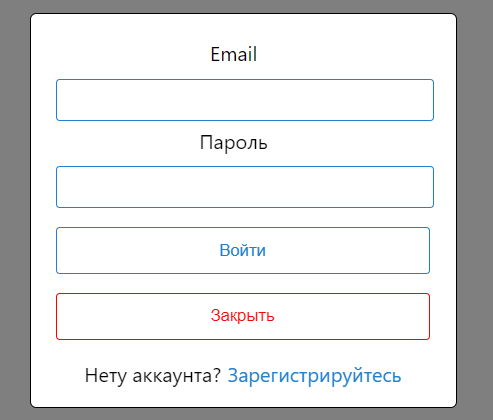 Email
Пароль
Войти
Закрыть
Нету аккаунта? Зарегистрируйтесь